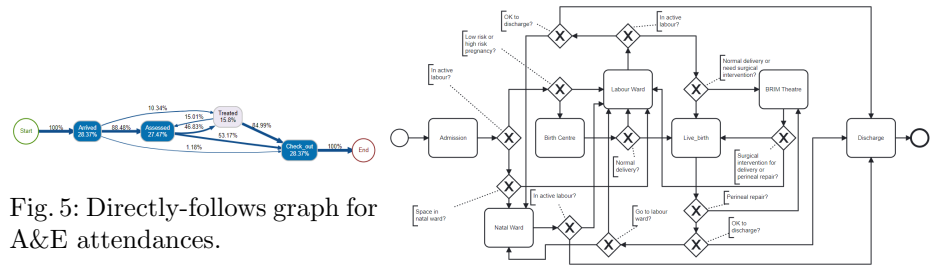 Start
100%
Arrived
28.37%
10.34%
88.48%
Assessed
27.47%
15.01%
46.83%
53.17%
Treated
15.8%
84.99%
1.18%
Check_out
28.37%
100%
End
Fig. 5: Directly-follows graph for
A&E attendances.
Admission
In active
labour?
Low risk or
high risk
pregnancy?
OK to
discharge?
In active
labour?
Labour Ward
Birth Centre
Normal
delivery?
Normal delivery or
need surgical
intervention?
BRIM Theatre
Live_birth
Surgical
intervention for
delivery or
perineal repair?
Discharge
Space in
natal ward?
Natal Ward
In active labour?
Go to labour
ward?
Perineal repair?
OK to
discharge?
X
X
X
X
X
X
X
X
X
X
X
X